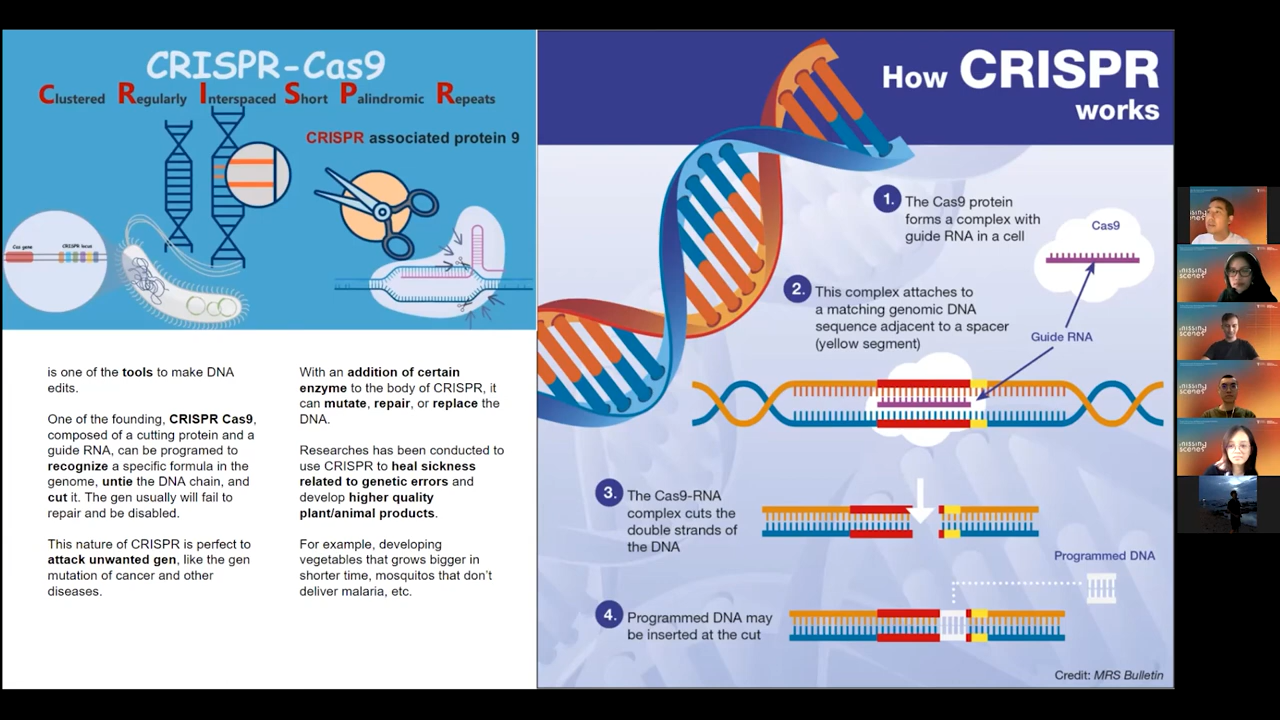 CRISPR-Cas9
Clustered Regularly Interspaced Short Palindromic Repeats
CRISPR associated protein 9
Cas gene
CRISPR locus
is one of the tools to make DNA
edits.
One of the founding, CRISPR Cas9,
composed of a cutting protein and a
guide RNA, can be programed to
recognize a specific formula in the
genome, untie the DNA chain, and
cut it. The gen usually will fail to
repair and be disabled.
This nature of CRISPR is perfect to
attack unwanted gen, like the gen
mutation of cancer and other
diseases.
With an addition of certain
enzyme to the body of CRISPR, it
can mutate, repair, or replace the
DNA.
Researches has been conducted to
use CRISPR to heal sickness
related to genetic errors and
develop higher quality
plant/animal products.
For example, developing
vegetables that grows bigger in
shorter time, mosquitos that don't
deliver malaria, etc.
How CRISPR
works
1.
The Cas9 protein
forms a complex with
guide RNA in a cell
Cas9
2.
This complex attaches to
a matching genomic DNA
sequence adjacent to a spacer
(yellow segment)
Guide RNA
3.
The Cas9-RNA
complex cuts the
double strands of
the DNA
Programmed DNA
4.
Programmed DNA may
be inserted at the cut
Credit: MRS Bulletin